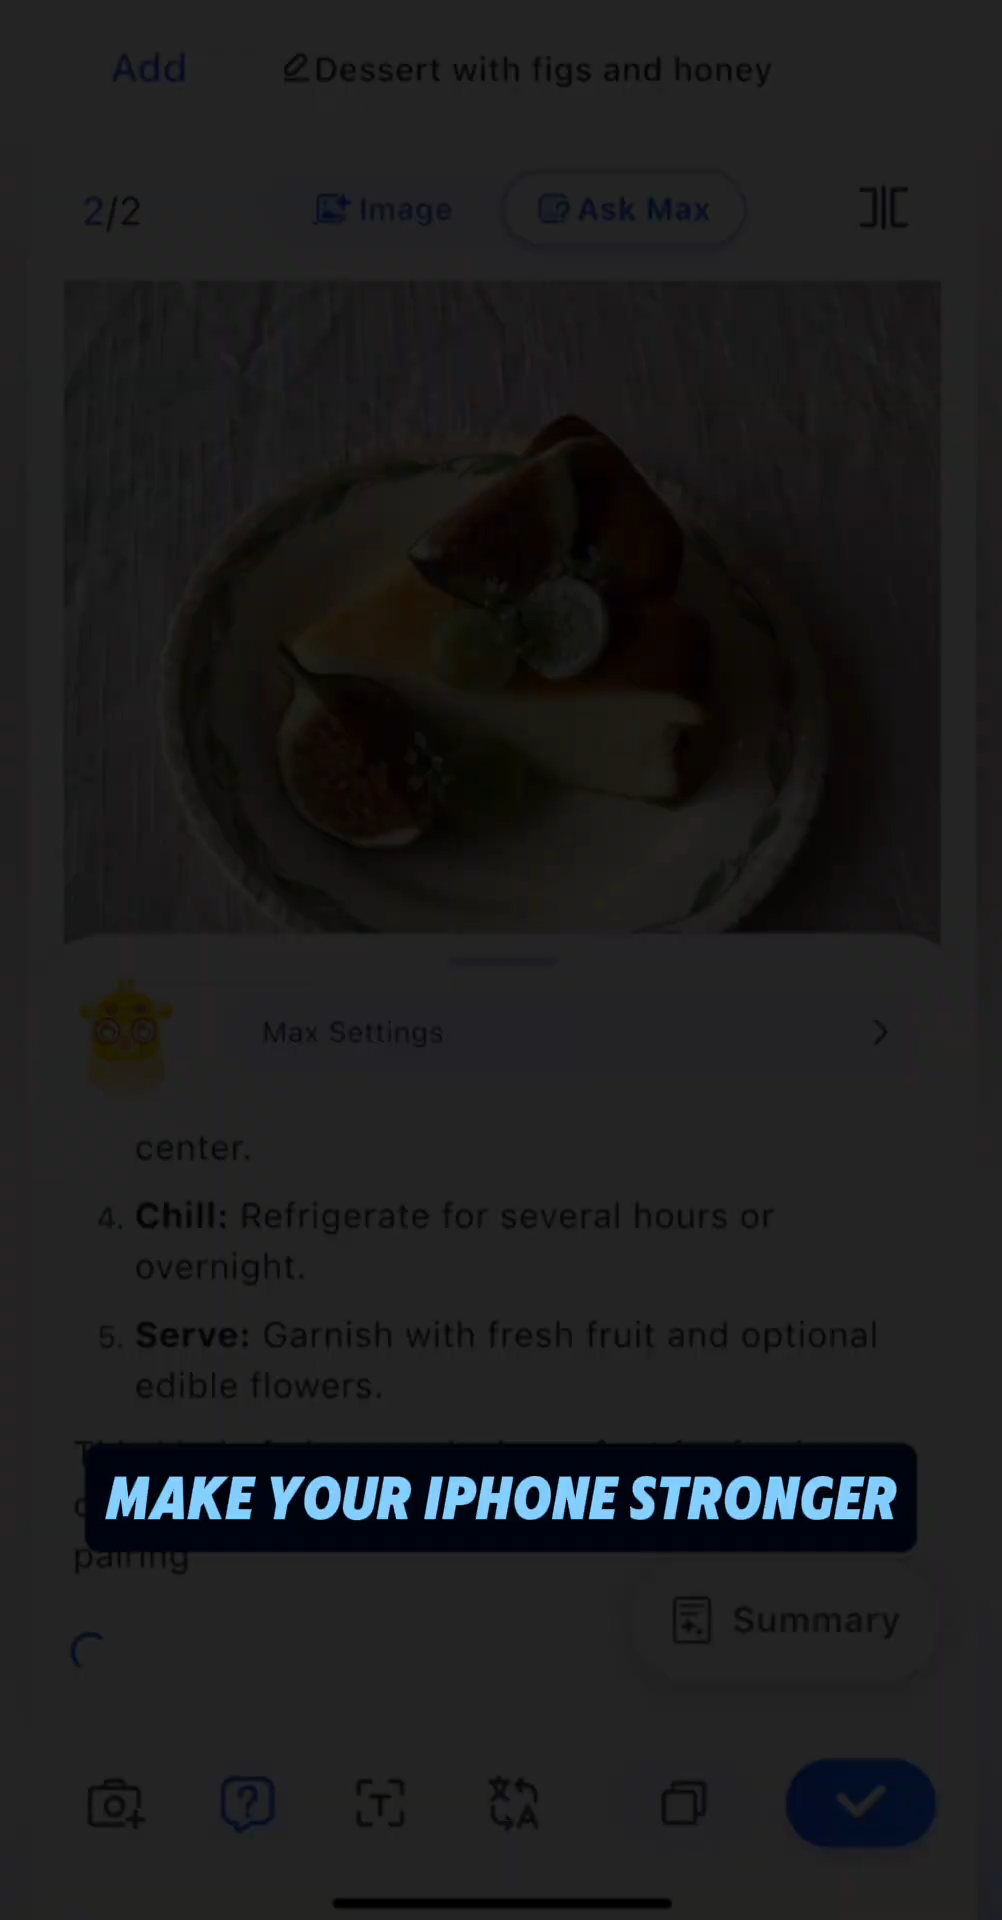 Add
Dessert with figs and honey
2/2
Image
Ask Max
Max Settings
center.
4. Chill: Refrigerate for several hours or
overnight.
5. Serve: Garnish with fresh fruit and optional
edible flowers.
MAKE YOUR IPHONE STRONGER
pairing
Summary